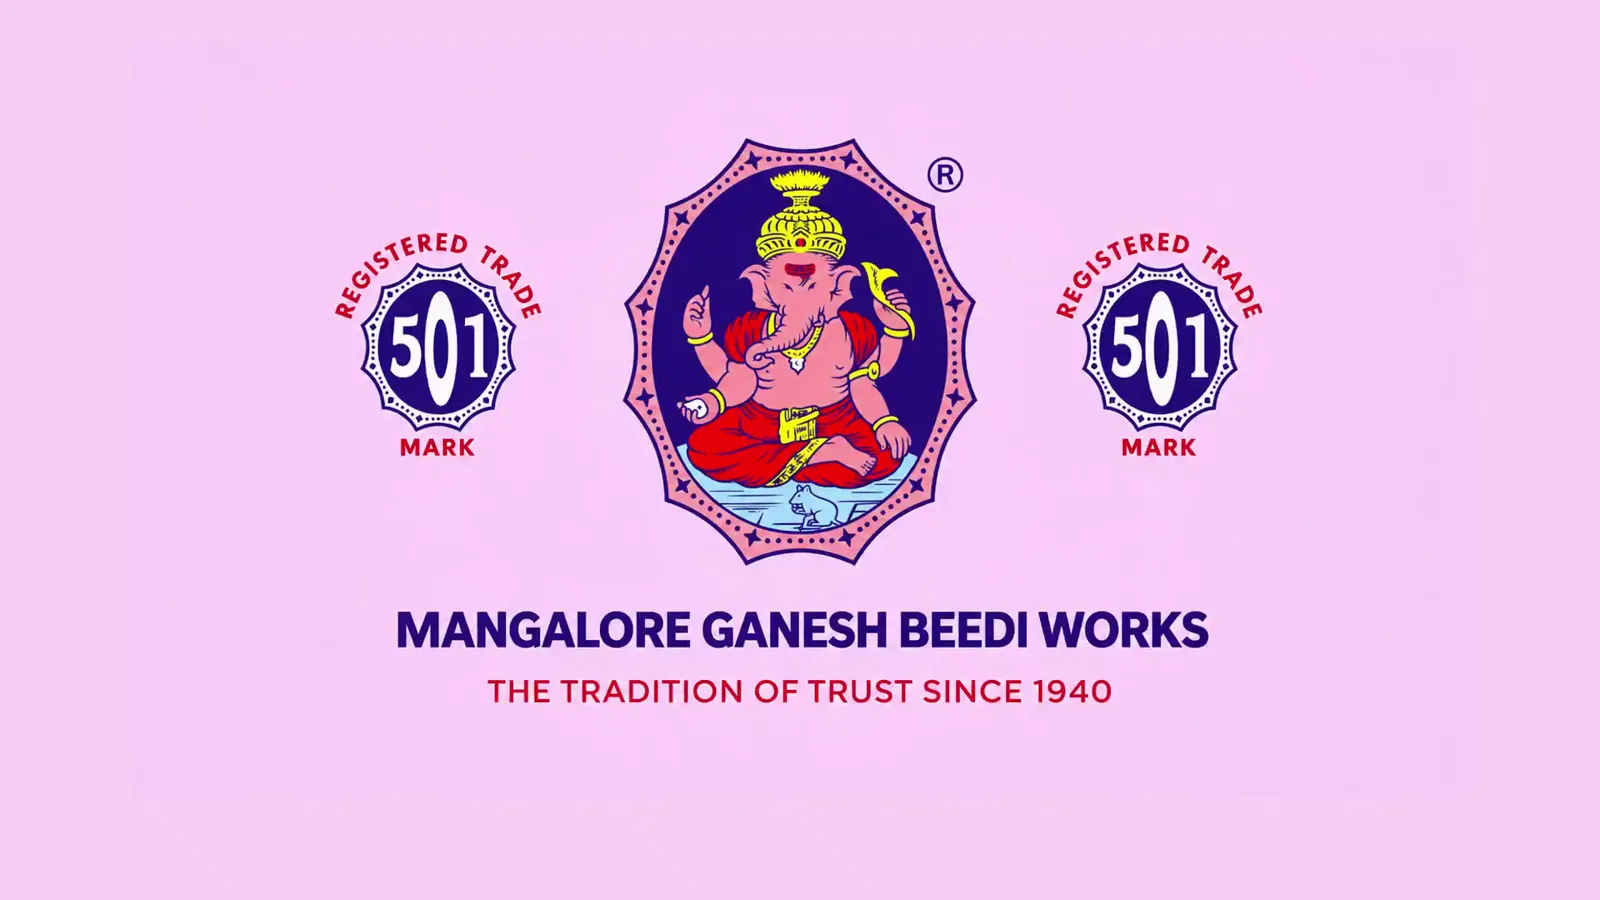 ®
REGISTERED TRADE
501
MARK
REGISTERED TRADE
501
MARK
MANGALORE GANESH BEEDI WORKS
THE TRADITION OF TRUST SINCE 1940